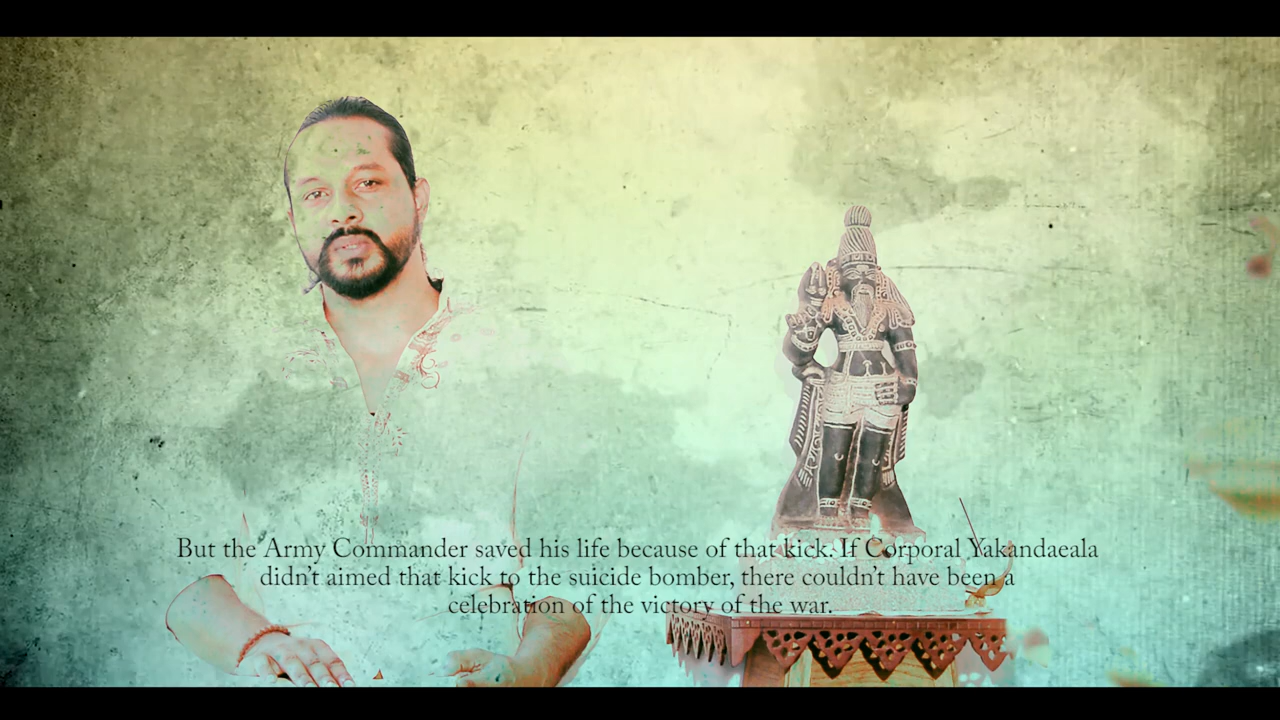 But the Army Commander saved his life because of that kick. If Corporal Yakandaeala
didn't aimed that kick to the suicide bomber, there couldn't have been a
celebration of the victory of the war.